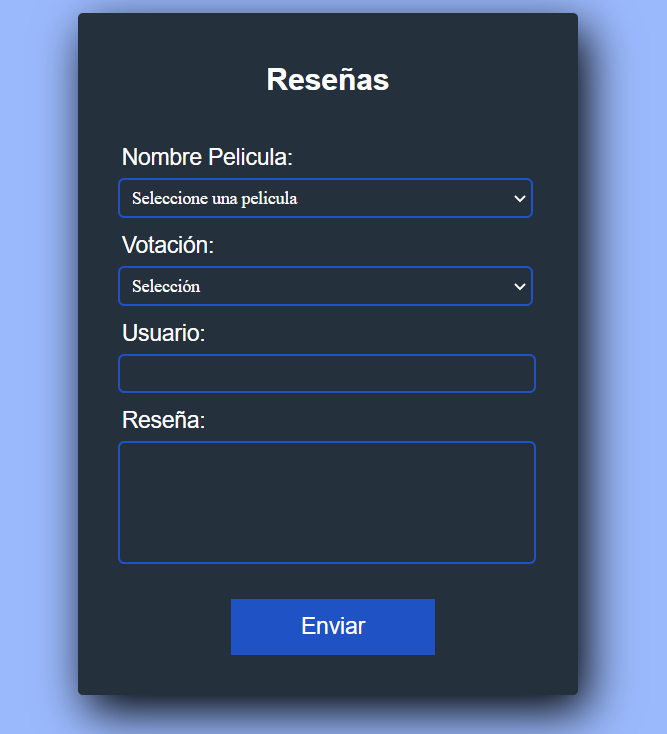 Reseñas
Nombre Pelicula:
Seleccione una pelicula
Votación:
Selección
Usuario:
Reseña:
Enviar